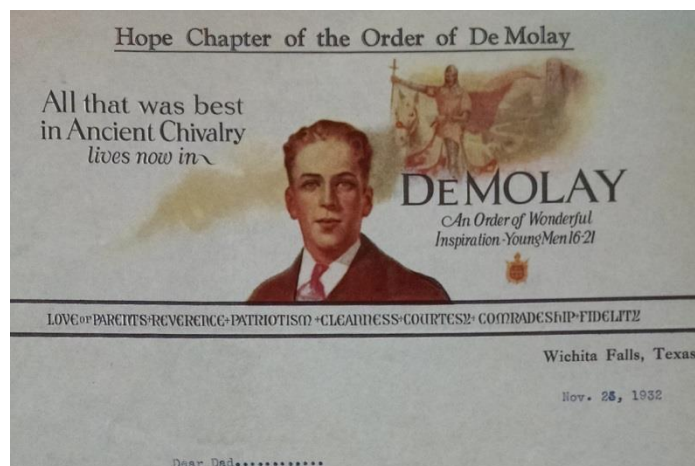 Hope Chapter of the Order of De Molay
All that was best
in Ancient Chivalry
lives now in
DEMOLAY
An Order of Wonderful
Inspiration-Young Men 16-21
LOVE OF PARENTS+REVERENCE+PATRIOTISM+CLEANNESS+COURTESY+COMRADESHIP+FIDELITY
Wichita Falls, Texas
Nov. 25, 1932
Dear Dad............